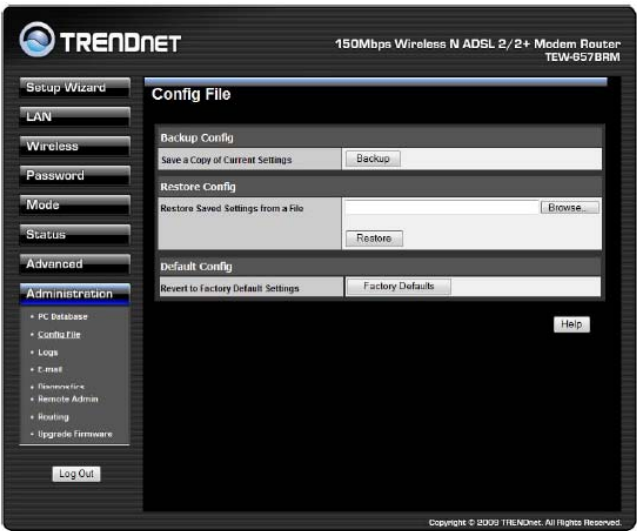 TRENDNET
150Mbps Wireless N ADSL 2/2+ Modem Router
TEW-657BRM
Setup Wizard
LAN
Wireless
Password
Mode
Status
Advanced
Administration
• PC Database
• Config File
• Logs
• E-mail
• Diagnostics
• Remote Admin
• Routing
• Upgrade Firmware
Log Out
Config File
Backup Config
Save a Copy of Current Settings
Backup
Restore Config
Restore Saved Settings from a File
Browse...
Restore
Default Config
Revert to Factory Default Settings
Factory Defaults
Help
Copyright © 2009 TRENDnet. All Rights Reserved.